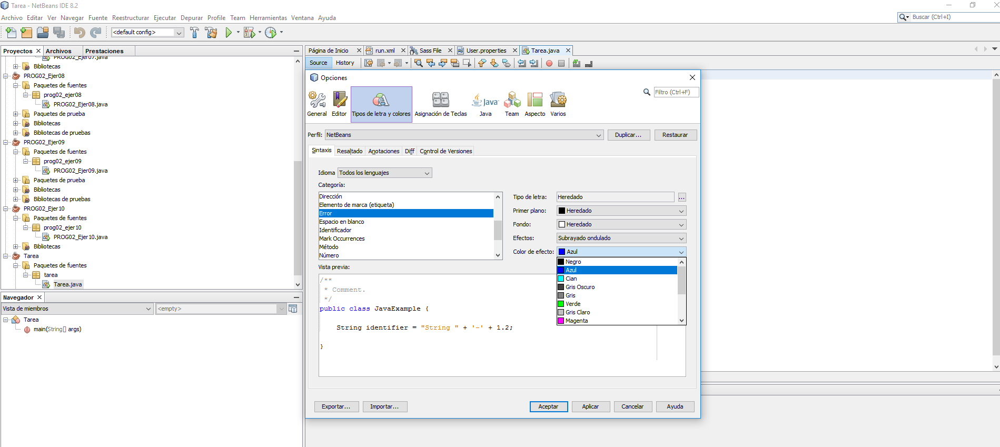 Tarea - NetBeans IDE 8.2
Archivo Editar Ver Navegar Fuente Reestructurar Ejecutar Depurar Profile Team Herramientas Ventana Ayuda
Buscar (Ctrl+I)
<default config>
Proyectos Archivos Prestaciones
PROG02_Ejer07.java
Bibliotecas
PROG02_Ejer08
Paquetes de fuentes
prog02_ejer08
PROG02_Ejer08.java
Paquetes de prueba
Bibliotecas
Bibliotecas de pruebas
PROG02_Ejer09
Paquetes de fuentes
prog02_ejer09
PROG02_Ejer09.java
Paquetes de prueba
Bibliotecas
Bibliotecas de pruebas
PROG02_Ejer10
Paquetes de fuentes
prog02_ejer10
PROG02_Ejer10.java
Bibliotecas
Tarea
Paquetes de fuentes
tarea
Tarea.java
Navegador
Vista de miembros <empty>
Tarea
main(String[] args)
Página de Inicio run.xml Sass File User.properties Tarea.java
Source History
Opciones
Filtro (Ctrl+F)
General Editor Tipos de letra y colores Asignación de Teclas Java Team Aspecto Varios
Perfil: NetBeans Duplicar... Restaurar
Sintaxis Resaltado Anotaciones Diff Control de Versiones
Idioma Todos los lenguajes
Categoría:
Dirección
Elemento de marca (etiqueta)
Error
Espacio en blanco
Identificador
Mark Occurrences
Método
Número
Tipo de letra: Heredado ...
Primer plano: Heredado
Fondo: Heredado
Efectos: Subrayado ondulado
Color de efecto: Azul
Negro
Azul
Cian
Gris Oscuro
Gris
Verde
Gris Claro
Magenta
Vista previa:
/**
* Comment.
*/
public class JavaExample {
String identifier = "String " + '-' + 1.2;
}
Exportar... Importar... Aceptar Aplicar Cancelar Ayuda